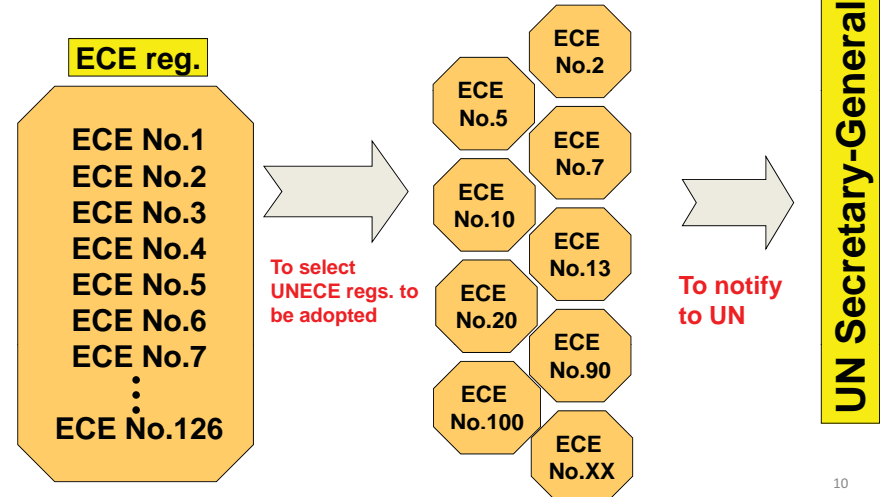 ECE reg.
ECE No.1
ECE No.2
ECE No.3
ECE No.4
ECE No.5
ECE No.6
ECE No.7
ECE No.126
To select
UNECE regs. to
be adopted
ECE
No.2
ECE
No.5
ECE
No.7
ECE
No.10
ECE
No.13
ECE
No.20
ECE
No.90
ECE
No.100
ECE
No.XX
To notify
to UN
UN Secretary-General
10